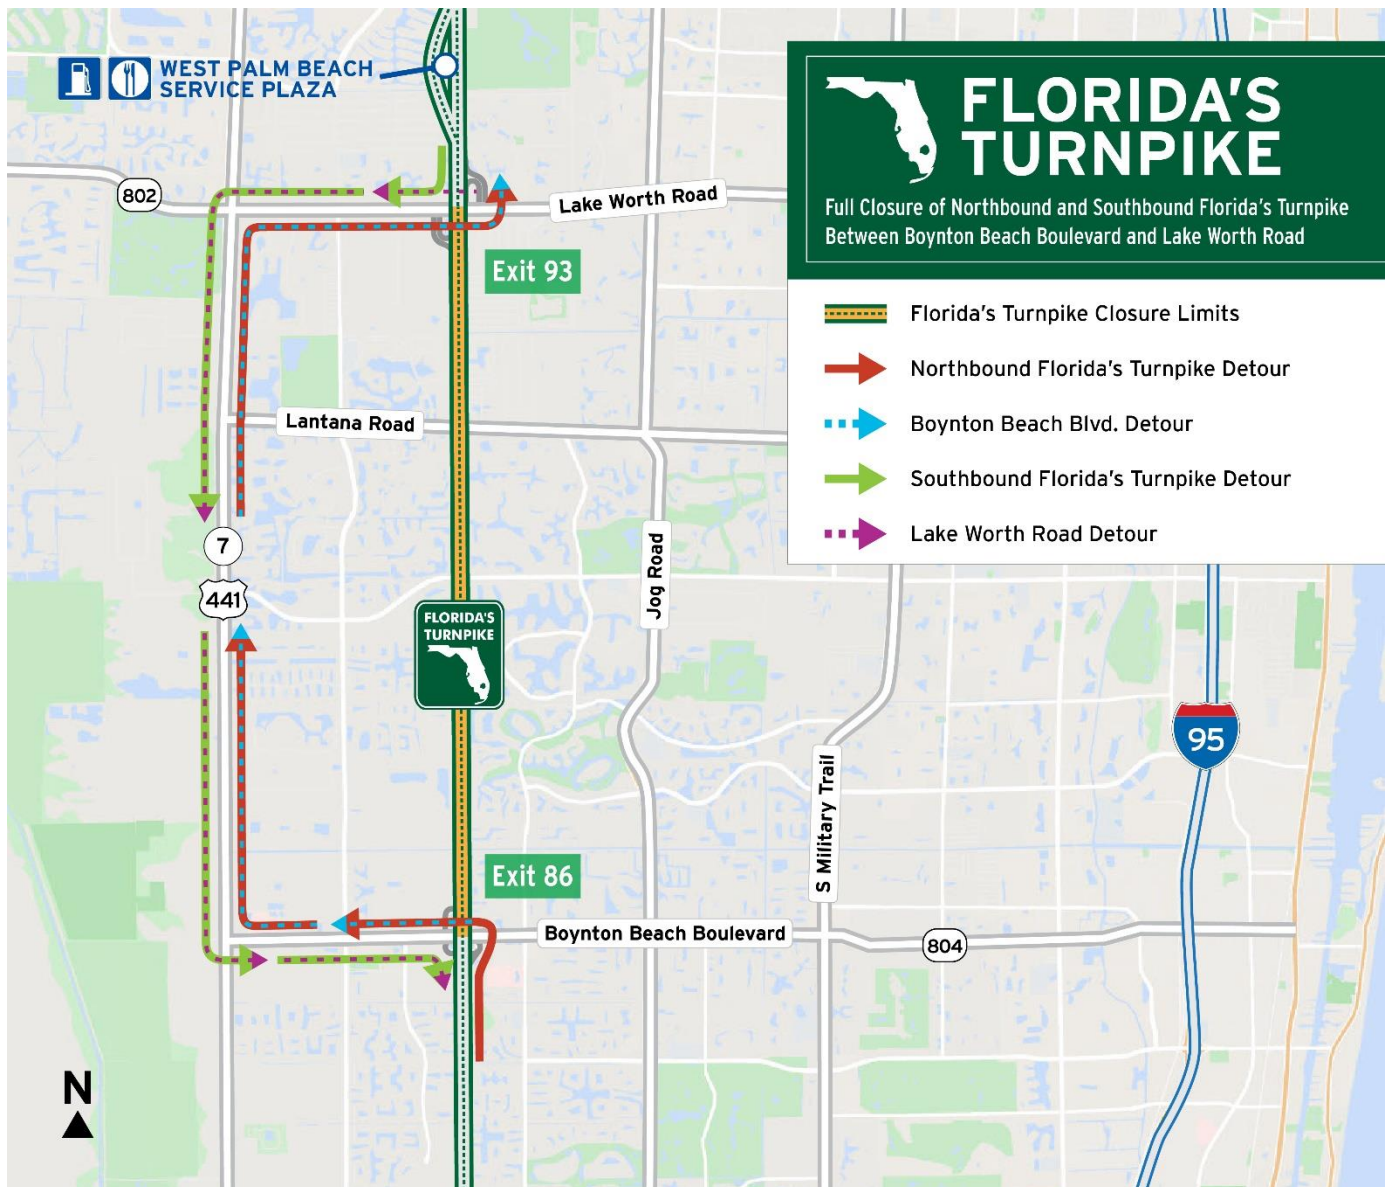 WEST PALM BEACH
SERVICE PLAZA
FLORIDA'S
TURNPIKE
Full Closure of Northbound and Southbound Florida's Turnpike
Between Boynton Beach Boulevard and Lake Worth Road
802
Lake Worth Road
Exit 93
Florida's Turnpike Closure Limits
Northbound Florida's Turnpike Detour
Boynton Beach Blvd. Detour
Southbound Florida's Turnpike Detour
Lake Worth Road Detour
Lantana Road
7
441
Jog Road
FLORIDA'S
TURNPIKE
95
S Military Trail
Exit 86
Boynton Beach Boulevard
804
N